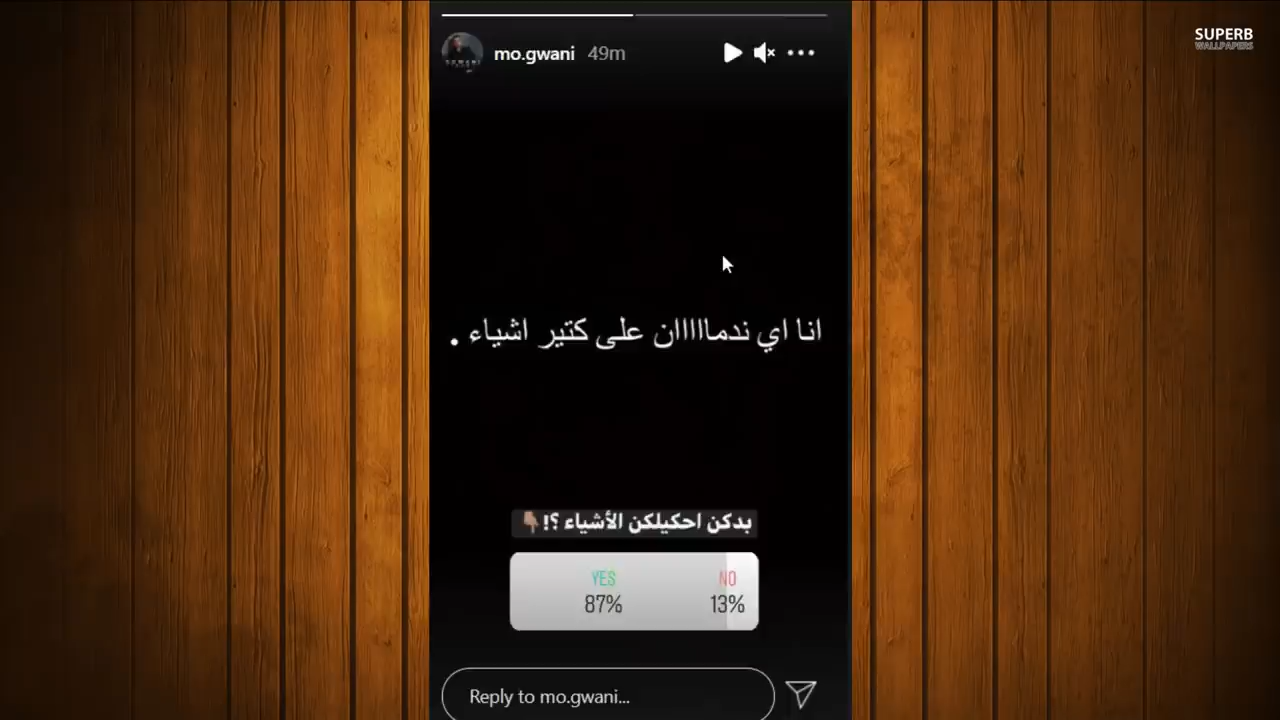 SUPERB
WALLPAPERS
mo.gwani 49m
انا اي ندمااااان على كتير اشياء .
بدكن احكيلكن الأشياء ؟!👇🏽
YES NO
87% 13%
Reply to mo.gwani...